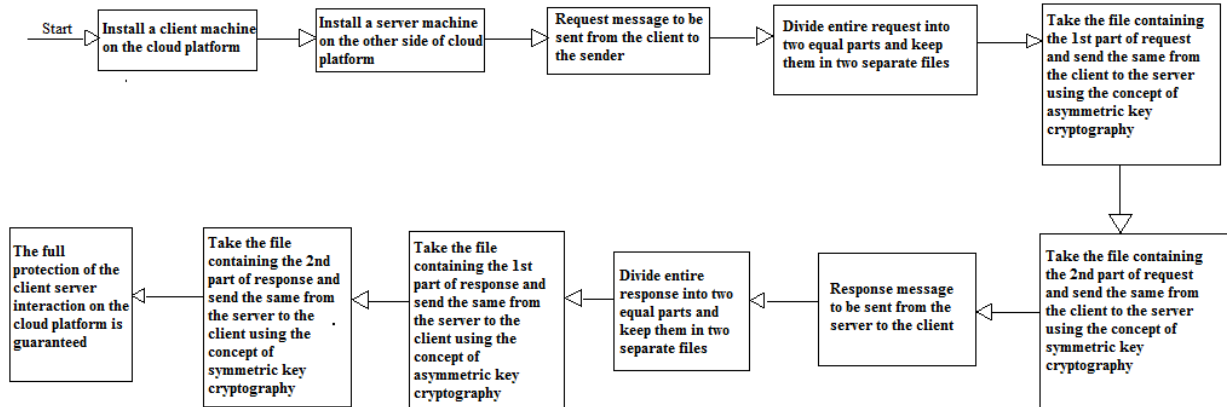 Start
Install a client machine
on the cloud platform
Install a server machine
on the other side of cloud
platform
Request message to be
sent from the client to
the sender
Divide entire request into
two equal parts and keep
them in two separate files
Take the file containing
the 1st part of request
and send the same from
the client to the server
using the concept of
asymmetric key
cryptography
Take the file containing
the 2nd part of request
and send the same from
the client to the server
using the concept of
symmetric key
cryptography
Response message
to be sent from the
server to the client
Divide entire
response into two
equal parts and
keep them in two
separate files
Take the file
containing the 1st
part of response and
send the same from
the server to the
client using the
concept of
asymmetric key
cryptography
Take the file
containing the 2nd
part of response and
send the same from
the server to the
client using the
concept of
symmetric key
cryptography
The full
protection of the
client server
interaction on the
cloud platform is
guaranteed